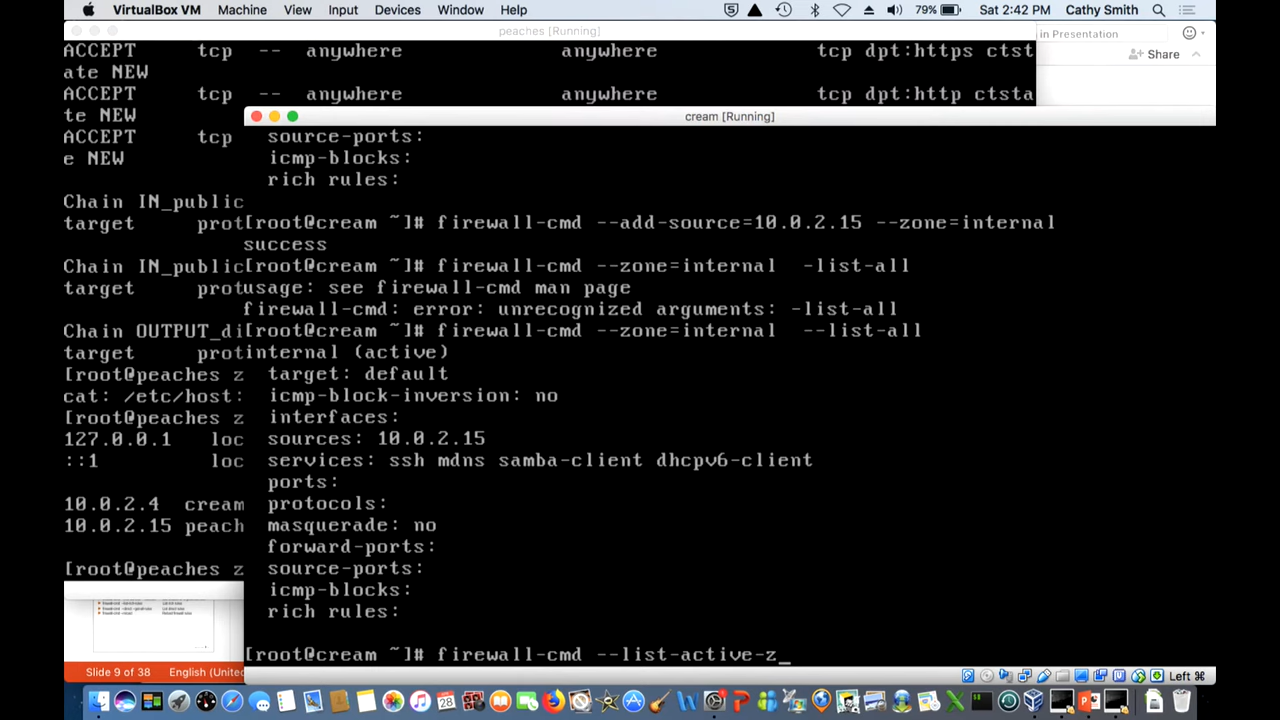 VirtualBox VM Machine View Input Devices Window Help 79% Sat 2:42 PM Cathy Smith
peaches [Running]
in Presentation
Share
ACCEPT tcp -- anywhere anywhere tcp dpt:https ctst
ate NEW
ACCEPT tcp -- anywhere anywhere tcp dpt:http ctsta
te NEW
ACCEPT tcp
e NEW
Chain IN_public
target prot
Chain IN_public
target prot
Chain OUTPUT_di
target prot
[root@peaches z
cat: /etc/host:
[root@peaches z
127.0.0.1 loc
::1 loc
10.0.2.4 cream
10.0.2.15 peach
[root@peaches z
cream [Running]
source-ports:
icmp-blocks:
rich rules:
[root@cream ~]# firewall-cmd --add-source=10.0.2.15 --zone=internal
success
[root@cream ~]# firewall-cmd --zone=internal -list-all
usage: see firewall-cmd man page
firewall-cmd: error: unrecognized arguments: -list-all
[root@cream ~]# firewall-cmd --zone=internal --list-all
internal (active)
target: default
icmp-block-inversion: no
interfaces:
sources: 10.0.2.15
services: ssh mdns samba-client dhcpv6-client
ports:
protocols:
masquerade: no
forward-ports:
source-ports:
icmp-blocks:
rich rules:
[root@cream ~]# firewall-cmd --list-active-z_
Slide 9 of 38 English (Unite
Left ⌘